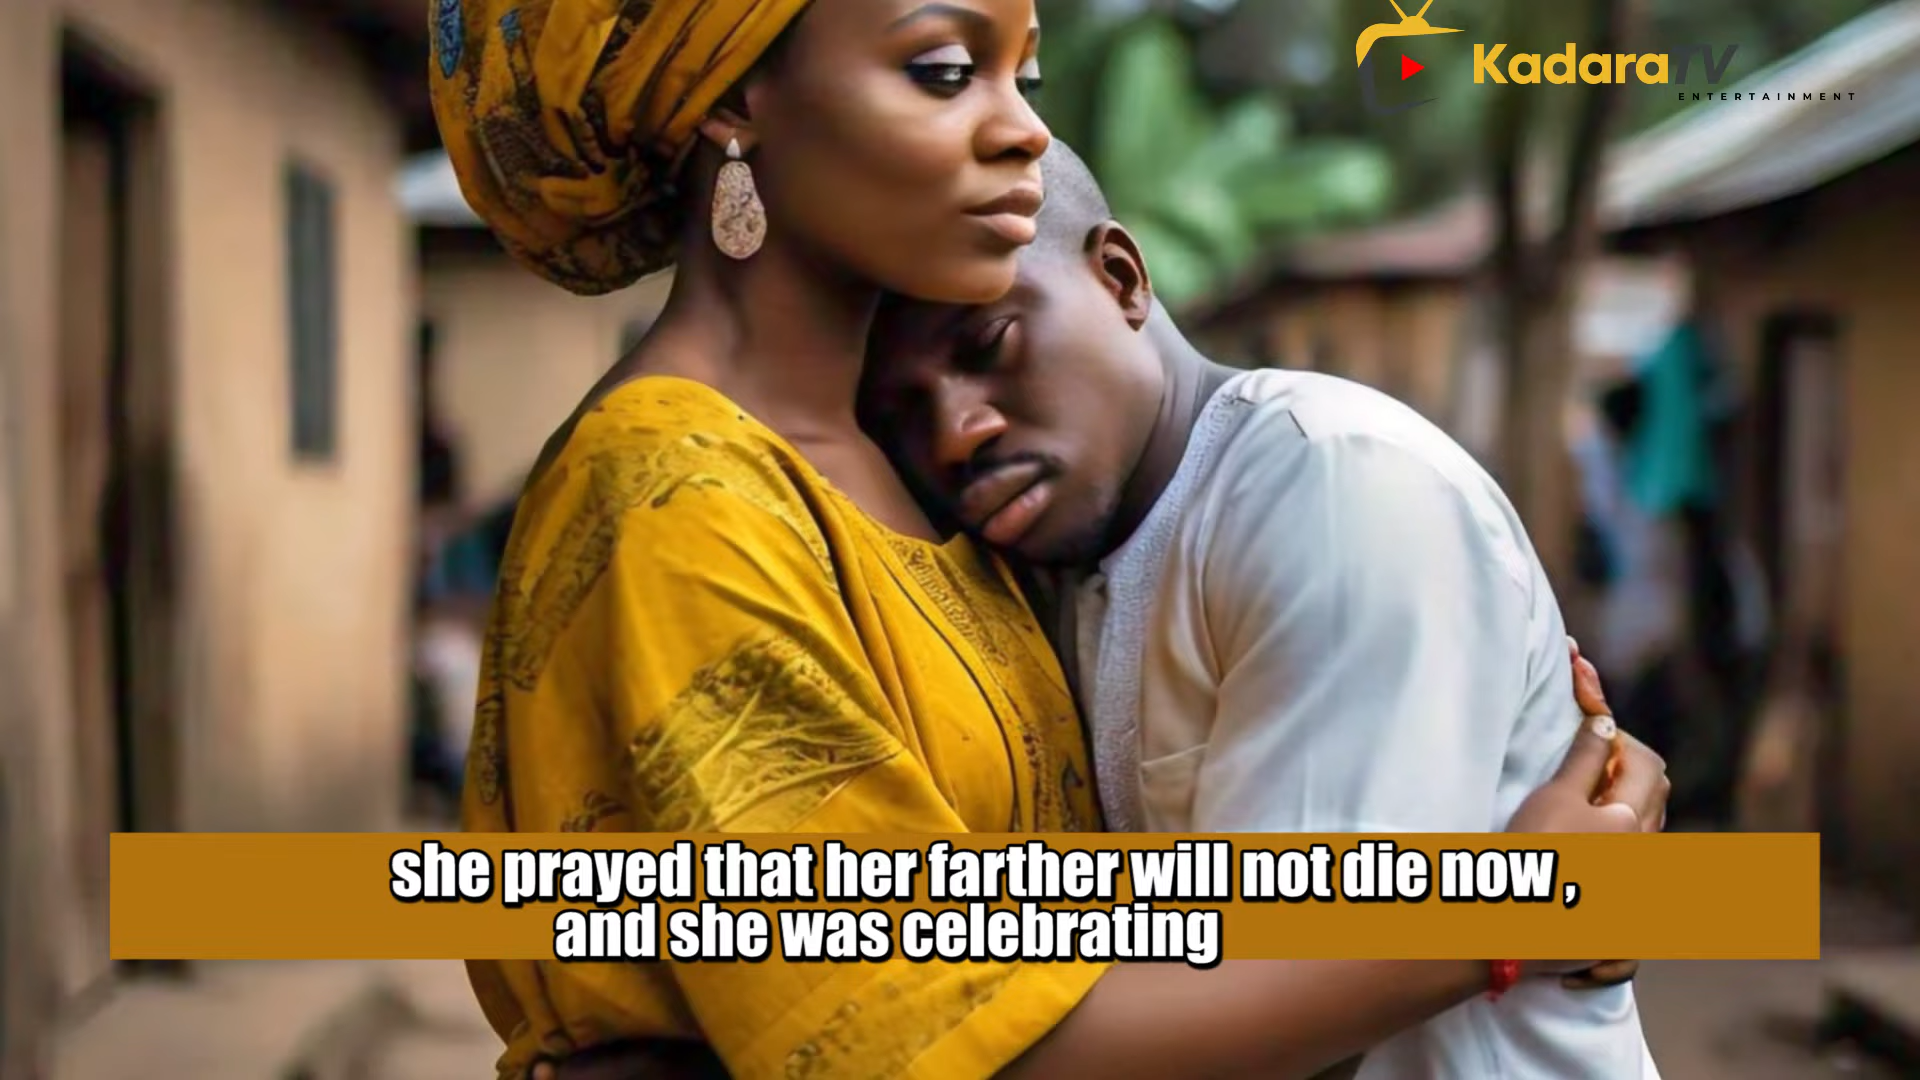 KadaraTV
ENTERTAINMENT
she prayed that her farther will not die now ,
and she was celebrating